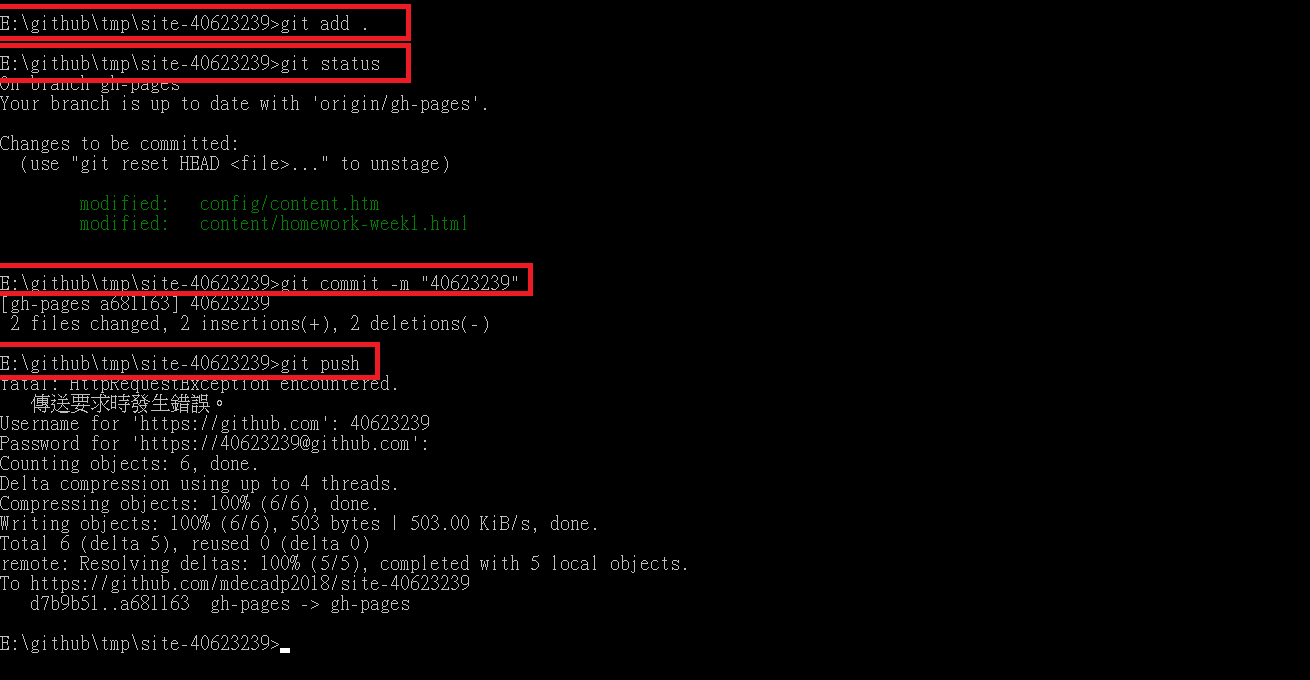 E:\github\tmp\site-40623239>git add .
E:\github\tmp\site-40623239>git status
On branch gh-pages
Your branch is up to date with 'origin/gh-pages'.
Changes to be committed:
  (use "git reset HEAD <file>..." to unstage)
        modified:   config/content.htm
        modified:   content/homework-week1.html
E:\github\tmp\site-40623239>git commit -m "40623239"
[gh-pages a681163] 40623239
 2 files changed, 2 insertions(+), 2 deletions(-)
E:\github\tmp\site-40623239>git push
fatal: HttpRequestException encountered.
   傳送要求時發生錯誤。
Username for 'https://github.com': 40623239
Password for 'https://40623239@github.com':
Counting objects: 6, done.
Delta compression using up to 4 threads.
Compressing objects: 100% (6/6), done.
Writing objects: 100% (6/6), 503 bytes | 503.00 KiB/s, done.
Total 6 (delta 5), reused 0 (delta 0)
remote: Resolving deltas: 100% (5/5), completed with 5 local objects.
To https://github.com/mdecadp2018/site-40623239
   d7b9b51..a681163  gh-pages -> gh-pages
E:\github\tmp\site-40623239>